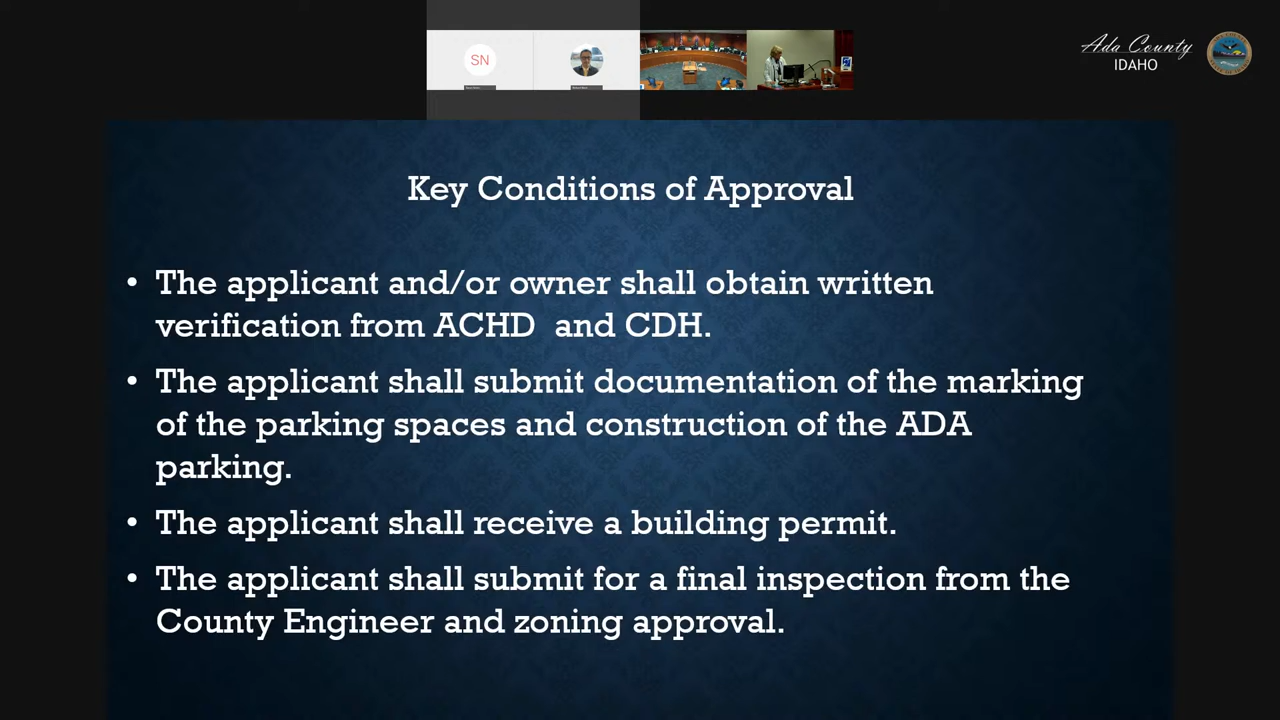 SN
Ada County
IDAHO
Key Conditions of Approval
• The applicant and/or owner shall obtain written
verification from ACHD  and CDH.
• The applicant shall submit documentation of the marking
of the parking spaces and construction of the ADA
parking.
• The applicant shall receive a building permit.
• The applicant shall submit for a final inspection from the
County Engineer and zoning approval.